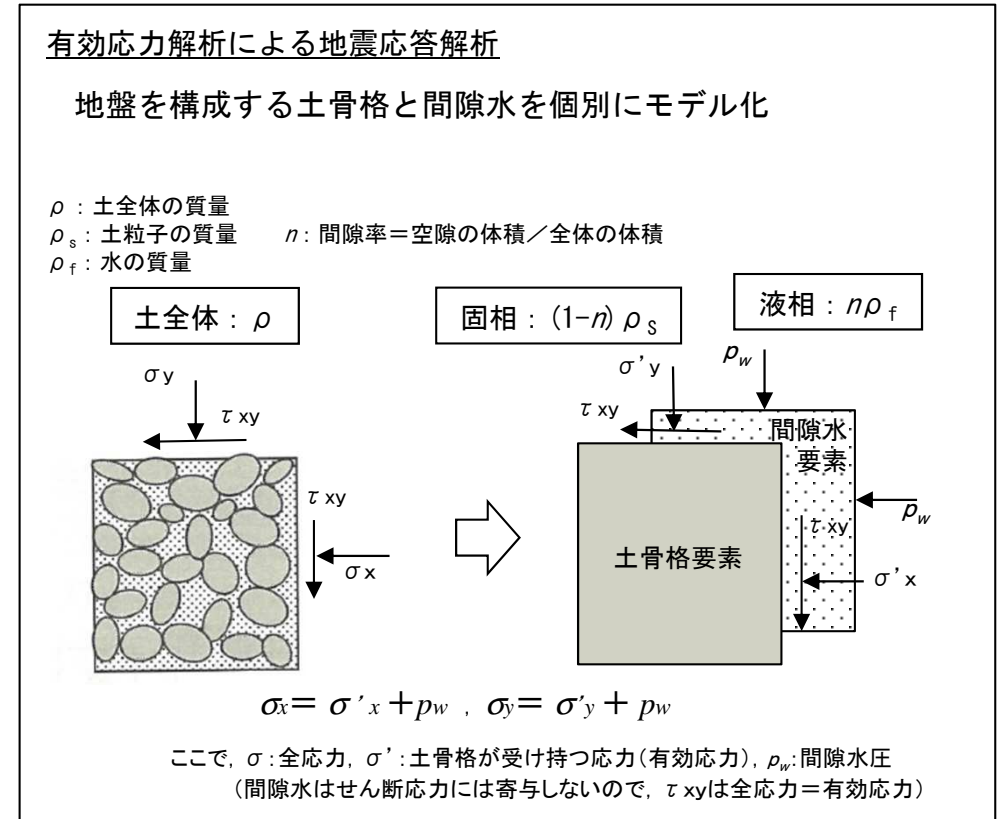 有効応力解析による地震応答解析
地盤を構成する土骨格と間隙水を個別にモデル化
ρ：土全体の質量
ρs：土粒子の質量　n：間隙率＝空隙の体積／全体の体積
ρf：水の質量
土全体：ρ
固相：(1-n)ρs
液相：nρf
σy
τxy
τxy
σx
σ’y
pw
τxy
間隙水
要素
pw
τxy
σ’x
土骨格要素
σx＝σ’x＋pw，σy＝σ’y＋pw
ここで，σ：全応力，σ’：土骨格が受け持つ応力（有効応力），pw：間隙水圧
（間隙水はせん断応力には寄与しないので，τxyは全応力＝有効応力）